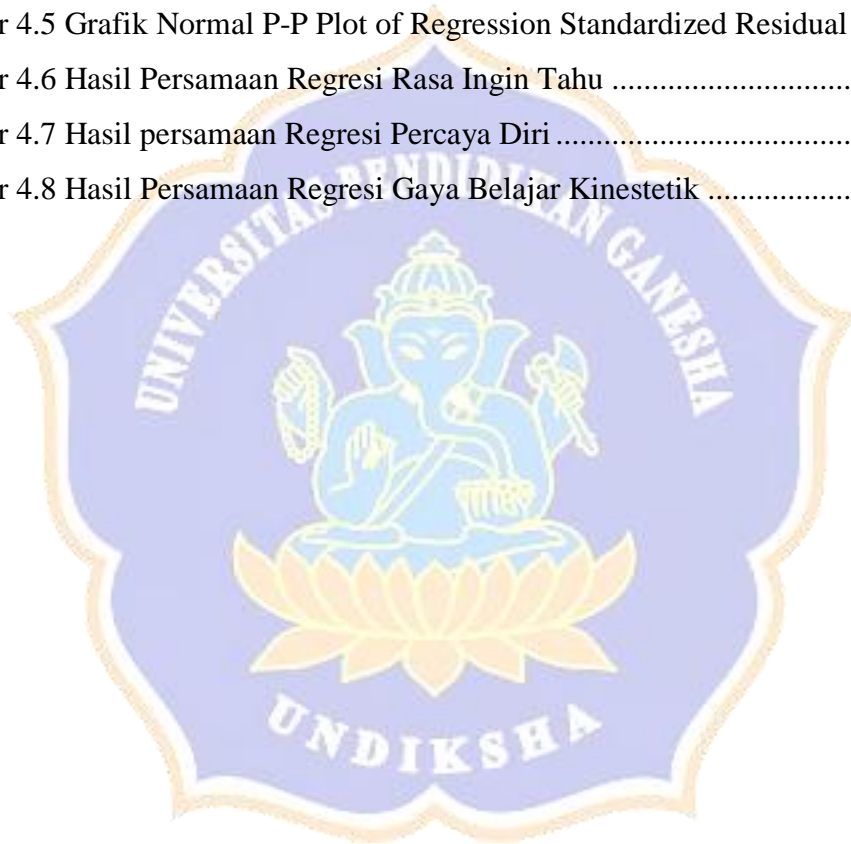 r 4.5 Grafik Normal P-P Plot of Regression Standardized Residual
r 4.6 Hasil Persamaan Regresi Rasa Ingin Tahu ..............................
r 4.7 Hasil persamaan Regresi Percaya Diri .....................................
r 4.8 Hasil Persamaan Regresi Gaya Belajar Kinestetik ..................
UNIVERSITAS PENDIDIKAN GANESHA
UNDIKSHA